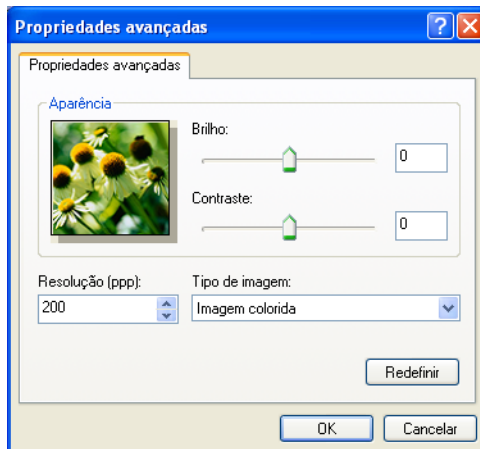 Propriedades avançadas
Propriedades avançadas
Aparência
Brilho:
0
Contraste:
0
Resolução (ppp):
Tipo de imagem:
200
Imagem colorida
Redefinir
OK
Cancelar